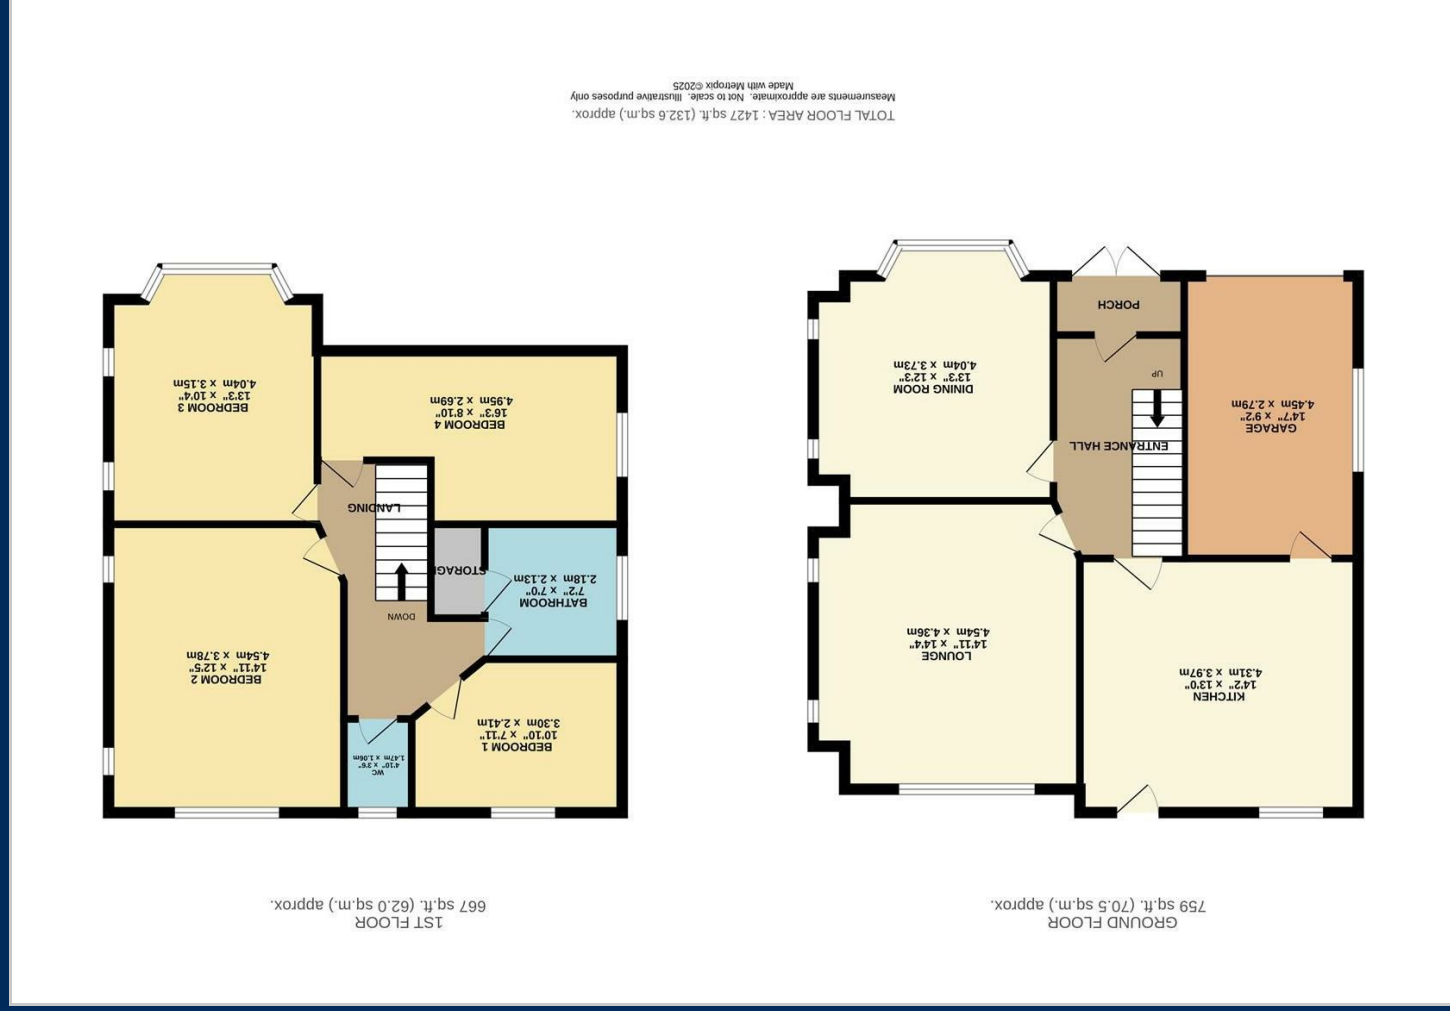 GROUND FLOOR
759 sq.ft. (70.5 sq.m.) approx.
1ST FLOOR
667 sq.ft. (62.0 sq.m.) approx.
KITCHEN
14'2" x 13'0"
4.31m x 3.97m
LOUNGE
14'11" x 14'4"
4.54m x 4.36m
GARAGE
14'7" x 9'2"
4.45m x 2.79m
ENTRANCE HALL
UP
DINING ROOM
13'3" x 12'3"
4.04m x 3.73m
PORCH
BEDROOM 1
10'10" x 7'11"
3.30m x 2.41m
WC
4'10" x 3'6"
1.47m x 1.06m
BEDROOM 2
14'11" x 12'5"
4.54m x 3.78m
DOWN
BATHROOM
7'2" x 7'0"
2.18m x 2.13m
STORAGE
LANDING
BEDROOM 4
16'3" x 8'10"
4.95m x 2.69m
BEDROOM 3
13'3" x 10'4"
4.04m x 3.15m
TOTAL FLOOR AREA : 1427 sq.ft. (132.6 sq.m.) approx.
Measurements are approximate. Not to scale. Illustrative purposes only
Made with Metropix ©2025